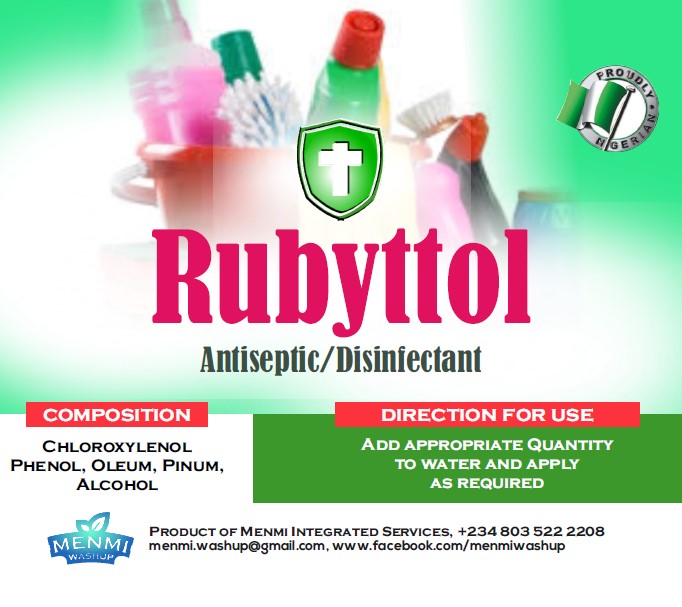 PROUDLY
NIGERIAN
Rubyttol
Antiseptic/Disinfectant
COMPOSITION
CHLOROXYLENOL
PHENOL, OLEUM, PINUM,
ALCOHOL
DIRECTION FOR USE
ADD APPROPRIATE QUANTITY
TO WATER AND APPLY
AS REQUIRED
MENMI
WASHUP
PRODUCT OF MENMI INTEGRATED SERVICES, +234 803 522 2208
menmi.washup@gmail.com, www.facebook.com/menmiwashup